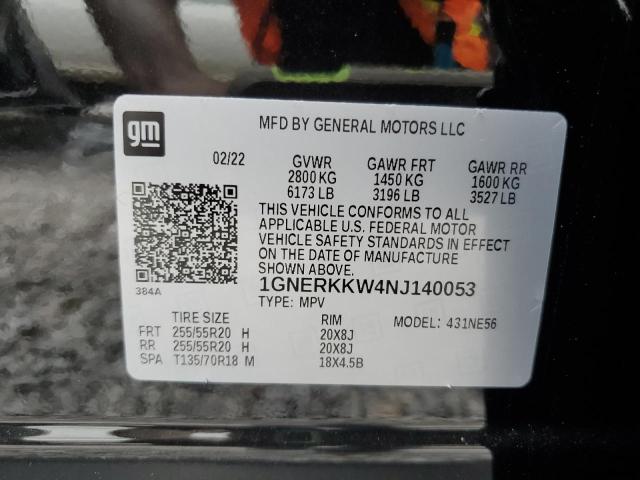 gm
MFD BY GENERAL MOTORS LLC
02/22 GVWR GAWR FRT GAWR RR
2800 KG 1450 KG 1600 KG
6173 LB 3196 LB 3527 LB
THIS VEHICLE CONFORMS TO ALL
APPLICABLE U.S. FEDERAL MOTOR
VEHICLE SAFETY STANDARDS IN EFFECT
ON THE DATE OF MANUFACTURE
SHOWN ABOVE.
384A
1GNERKKW4NJ140053
TYPE: MPV
TIRE SIZE RIM MODEL: 431NE56
FRT 255/55R20 H 20X8J
RR 255/55R20 H 20X8J
SPA T135/70R18 M 18X4.5B